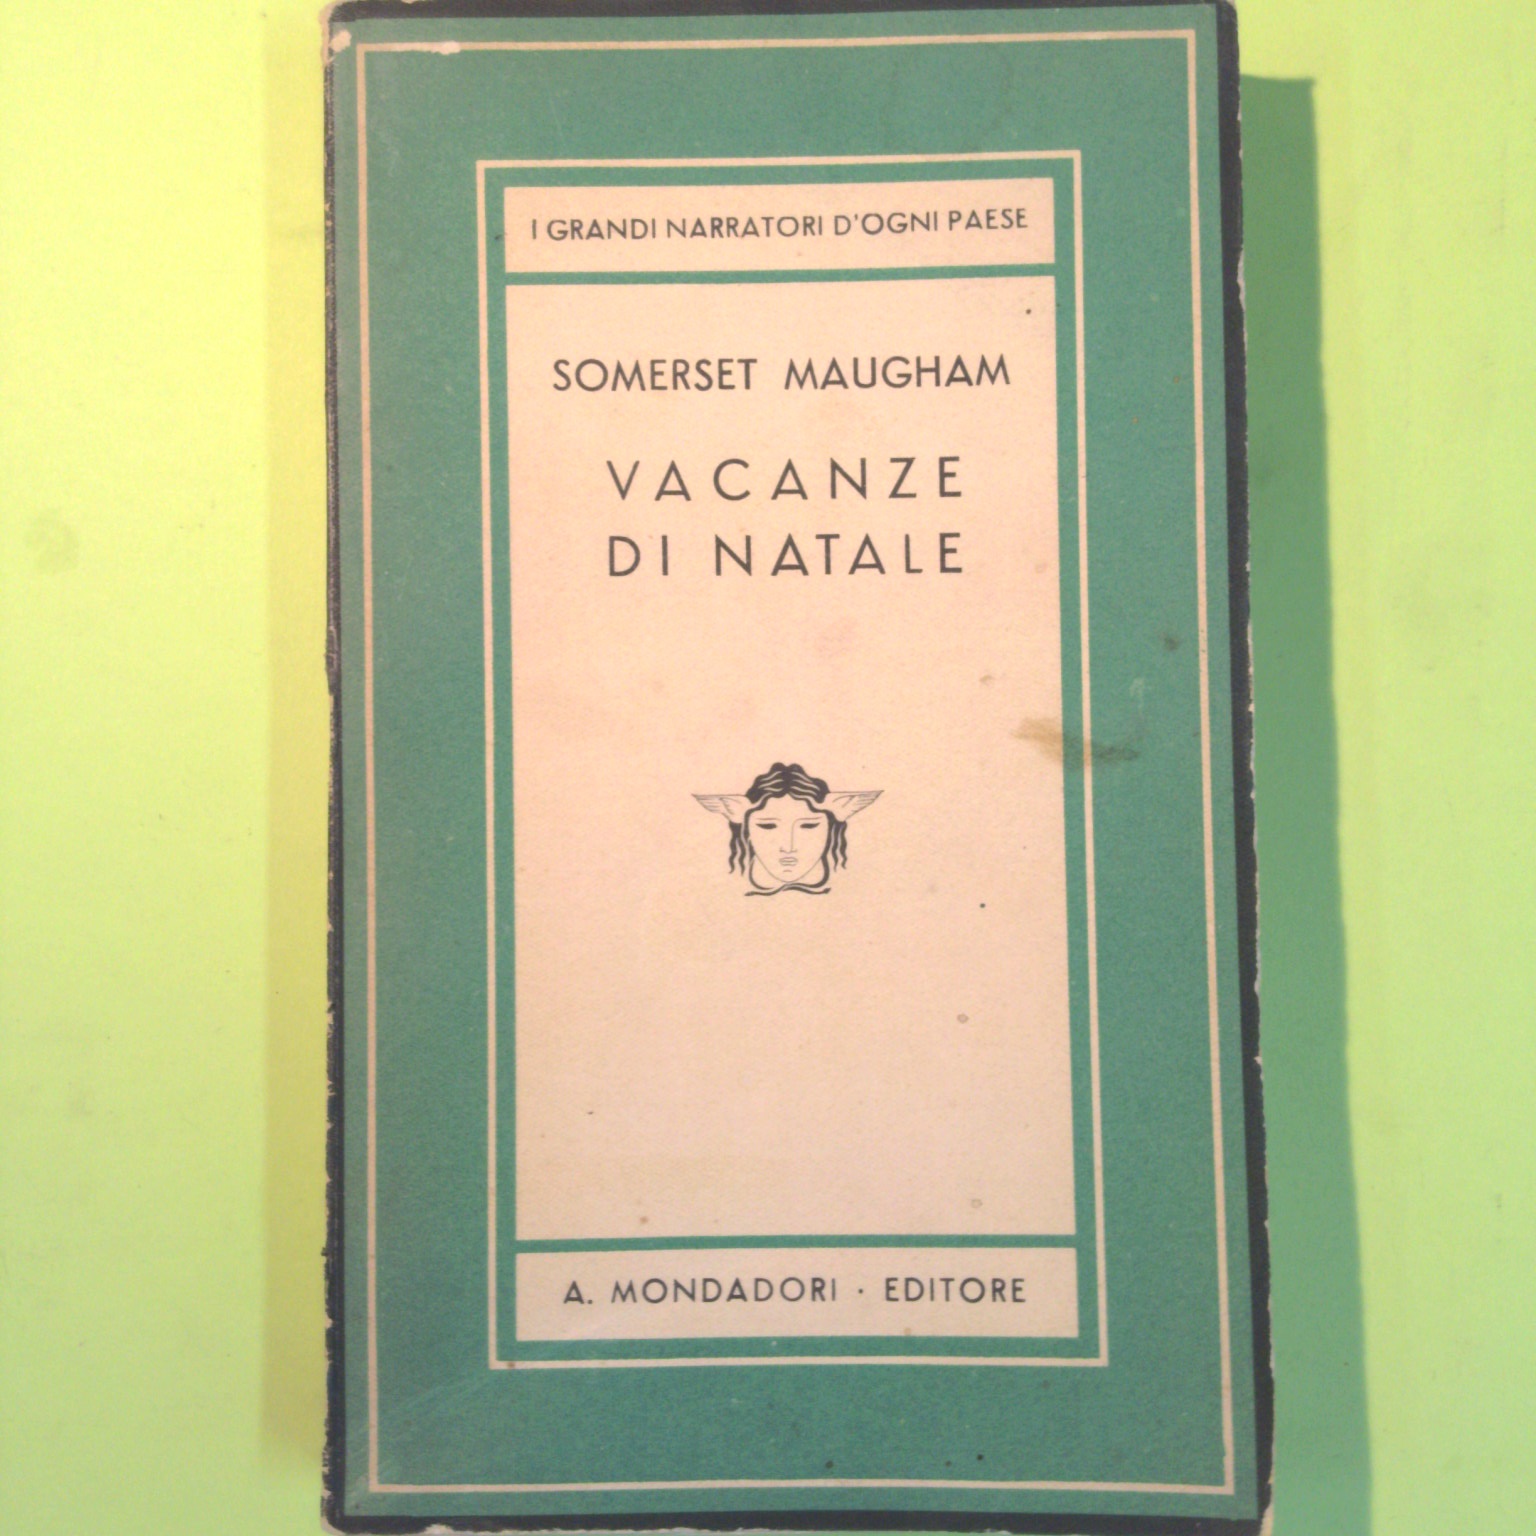 I GRANDI NARRATORI D'OGNI PAESE
SOMERSET MAUGHAM
VACANZE
DI NATALE
A. MONDADORI · EDITORE